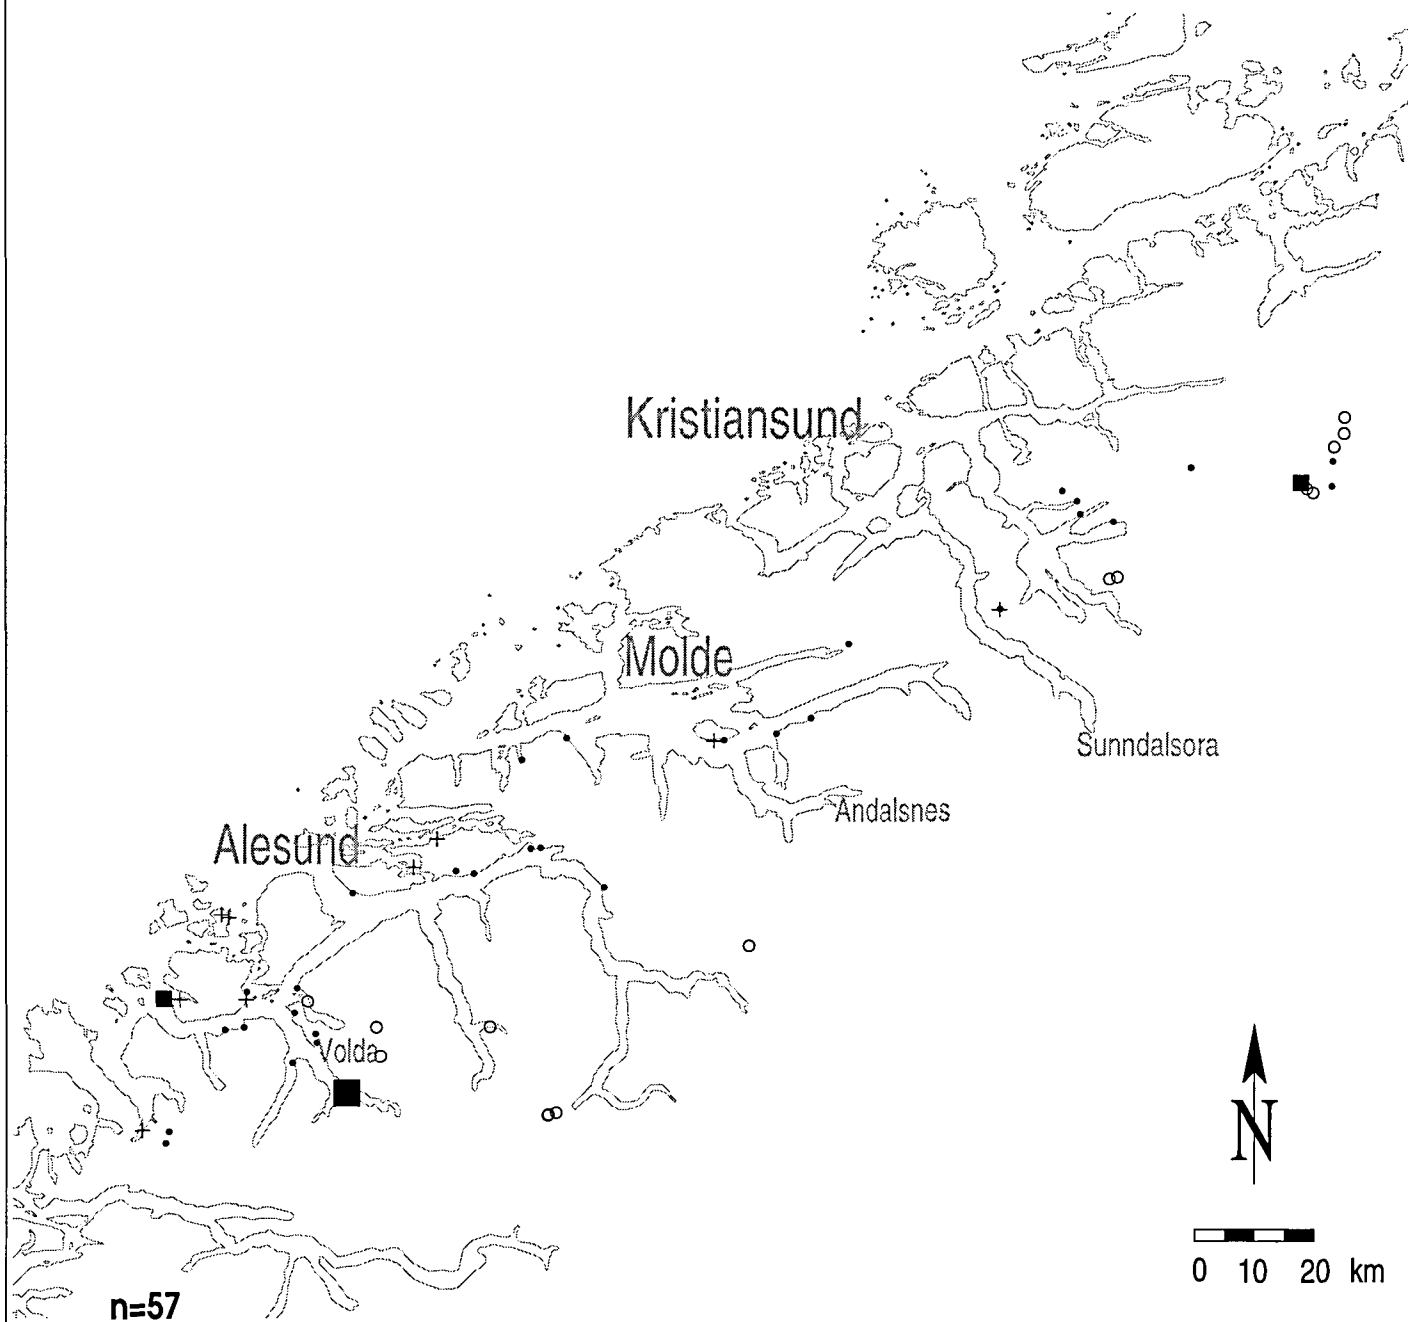 Kristiansund
Molde
Sunndalsora
Andalsnes
Alesund
Volda
N
0 10 20 km
n=57